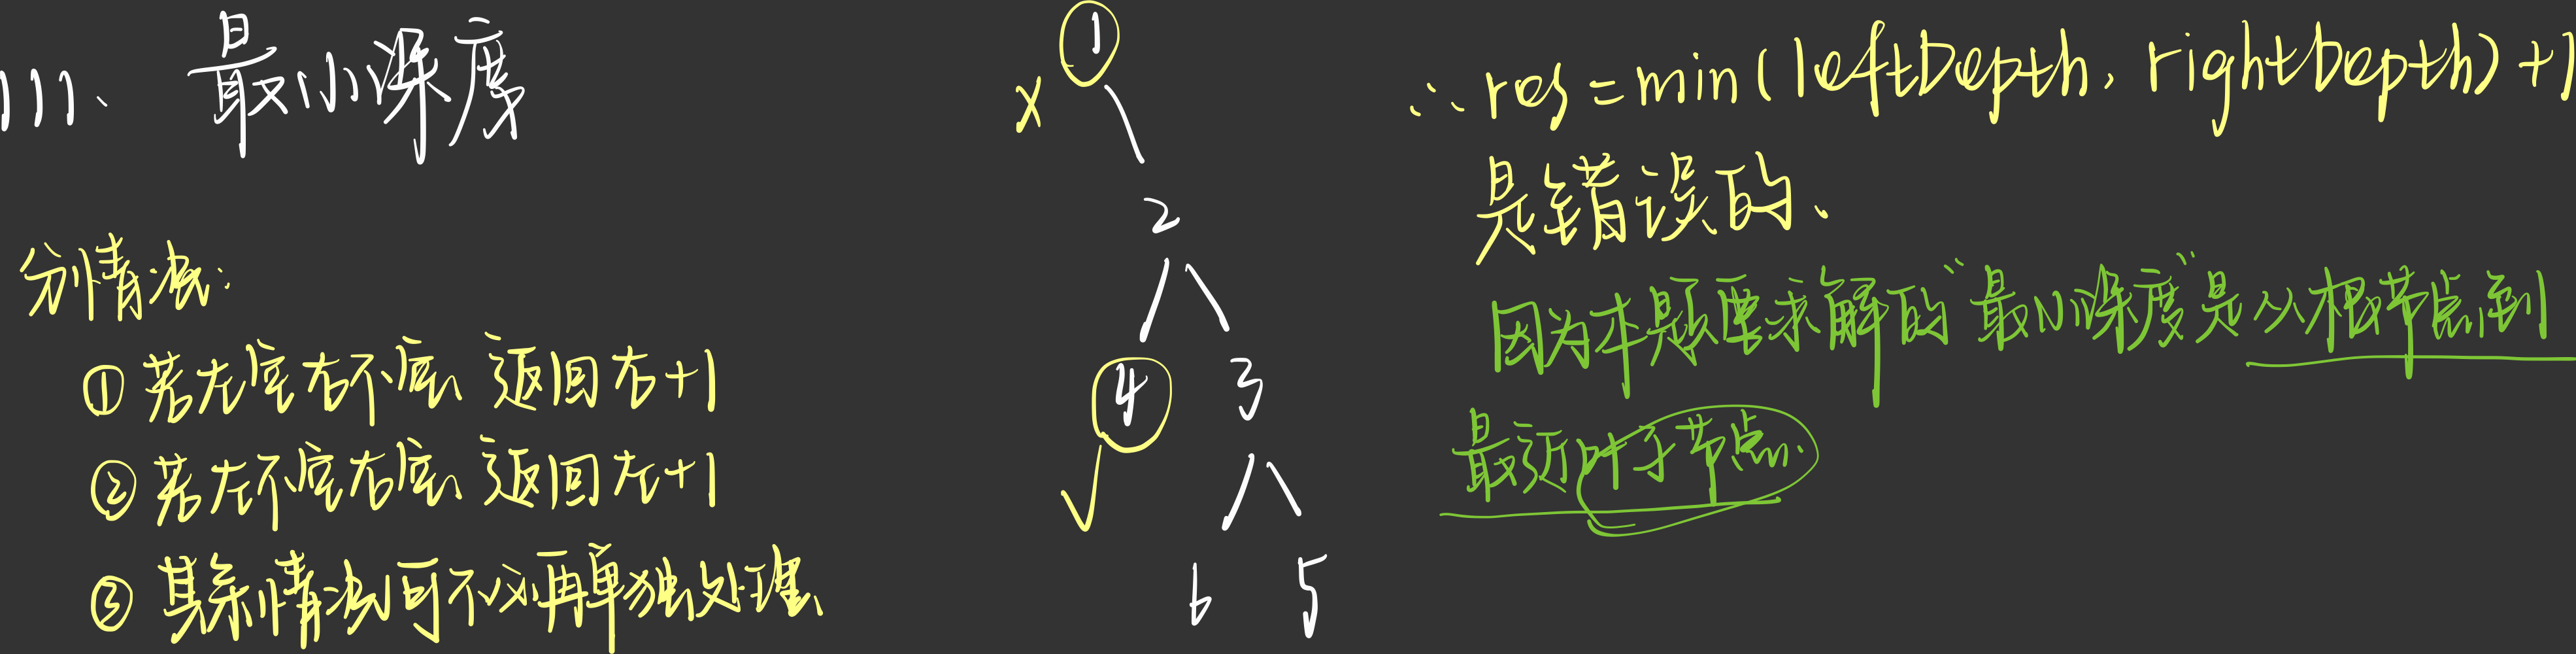 111、 最小深度
分情况:
① 若左空右不空、返回右+1
② 若左不空右空、返回左+1
③ 其余情况可不必再单独处理、
1
x
2
4
3
6
5
∴ res = min(leftDepth, rightDepth) + 1
是错误的、
因为本题要求解的“最小深度”是从根节点到
最近叶子节点.